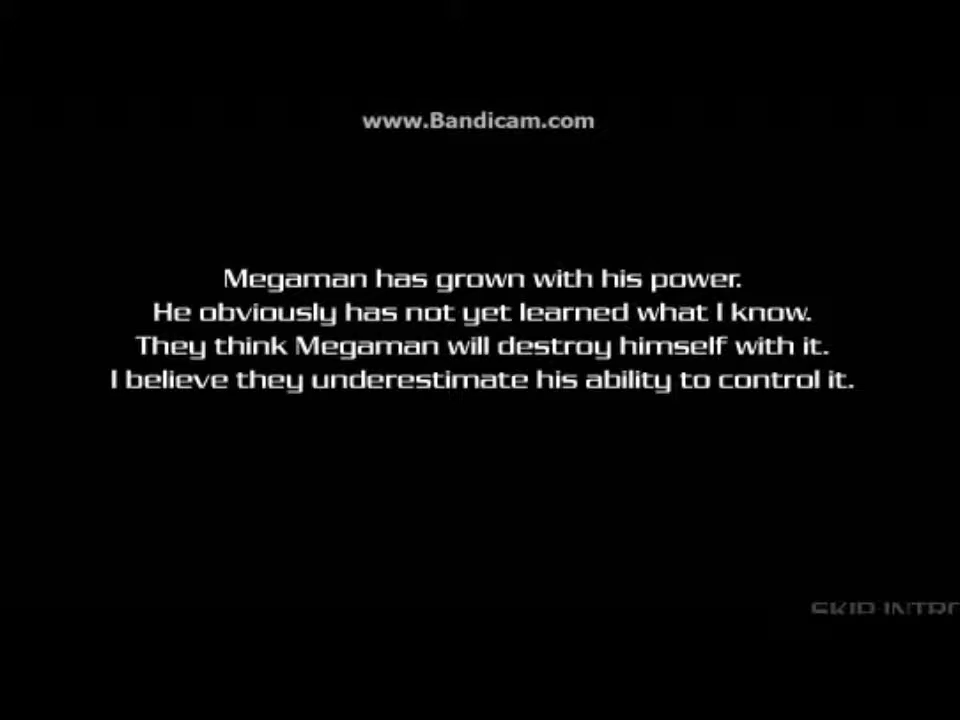 www.Bandicam.com
Megaman has grown with his power.
He obviously has not yet learned what I know.
They think Megaman will destroy himself with it.
I believe they underestimate his ability to control it.
SKIP INTRO